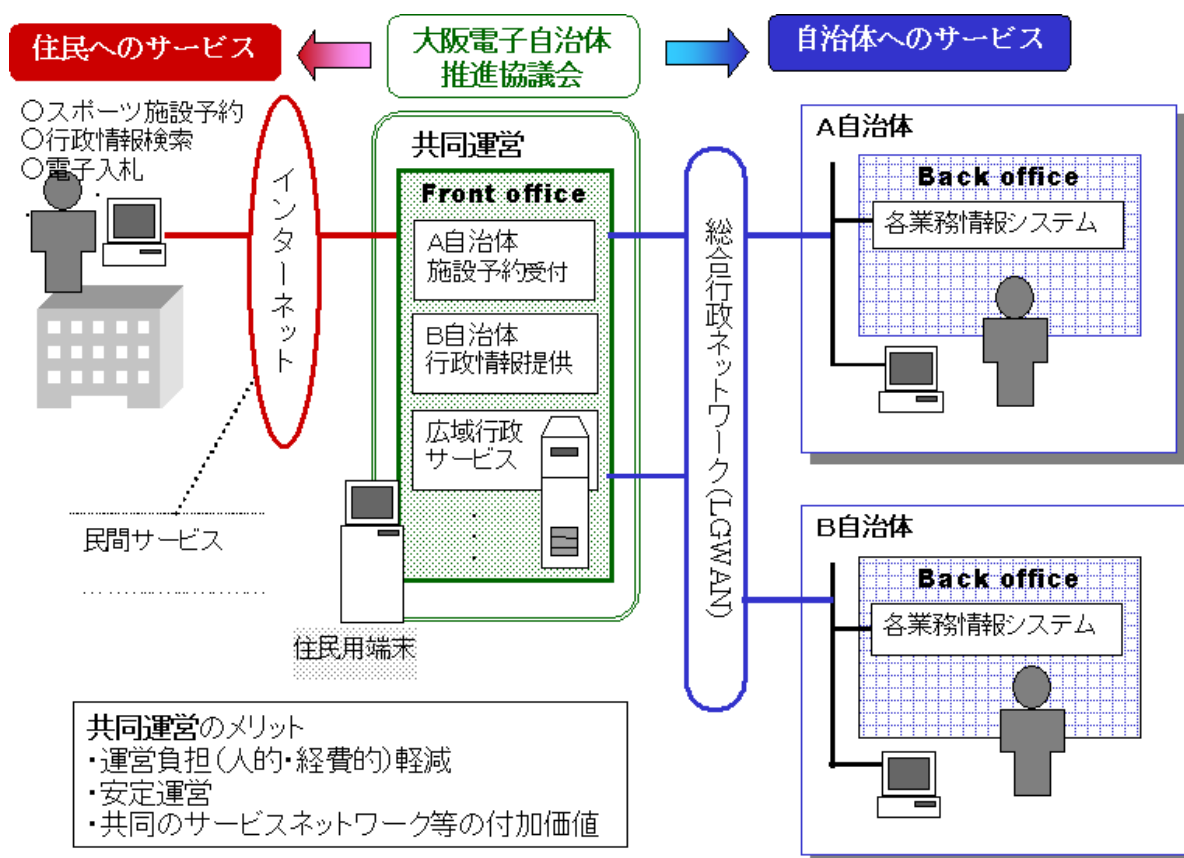 住民へのサービス
大阪電子自治体
推進協議会
自治体へのサービス
○スポーツ施設予約
○行政情報検索
○電子入札
インターネット
共同運営
Front office
A自治体
施設予約受付
B自治体
行政情報提供
広域行政
サービス
住民用端末
民間サービス
総合行政ネットワーク(LGWAN)
A自治体
Back office
各業務情報システム
B自治体
Back office
各業務情報システム
共同運営のメリット
・運営負担(人的・経費的)軽減
・安定運営
・共同のサービスネットワーク等の付加価値